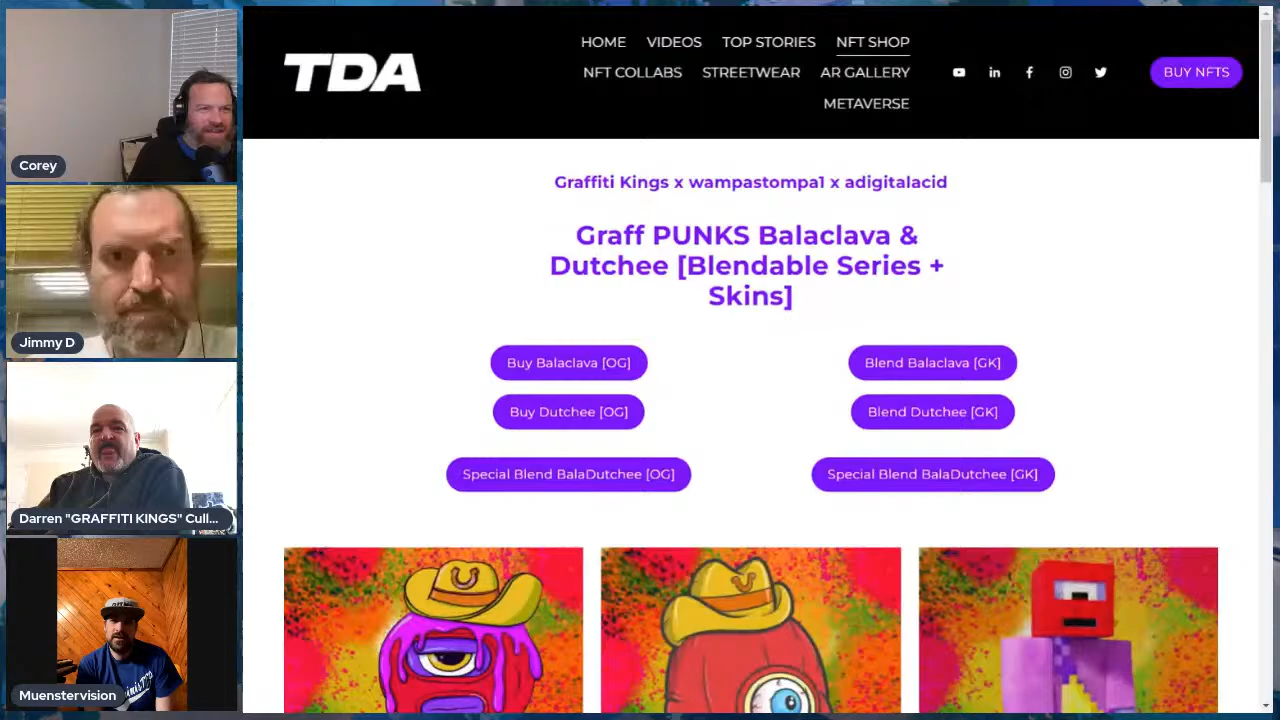 Corey
Jimmy D
Darren "GRAFFITI KINGS" Cull...
Muenstervision
TDA
HOME VIDEOS TOP STORIES NFT SHOP
NFT COLLABS STREETWEAR AR GALLERY
METAVERSE
BUY NFTS
Graffiti Kings x wampastompa1 x adigitalacid
Graff PUNKS Balaclava &
Dutchee [Blendable Series +
Skins]
Buy Balaclava [OG]
Blend Balaclava [GK]
Buy Dutchee [OG]
Blend Dutchee [GK]
Special Blend BalaDutchee [OG]
Special Blend BalaDutchee [GK]